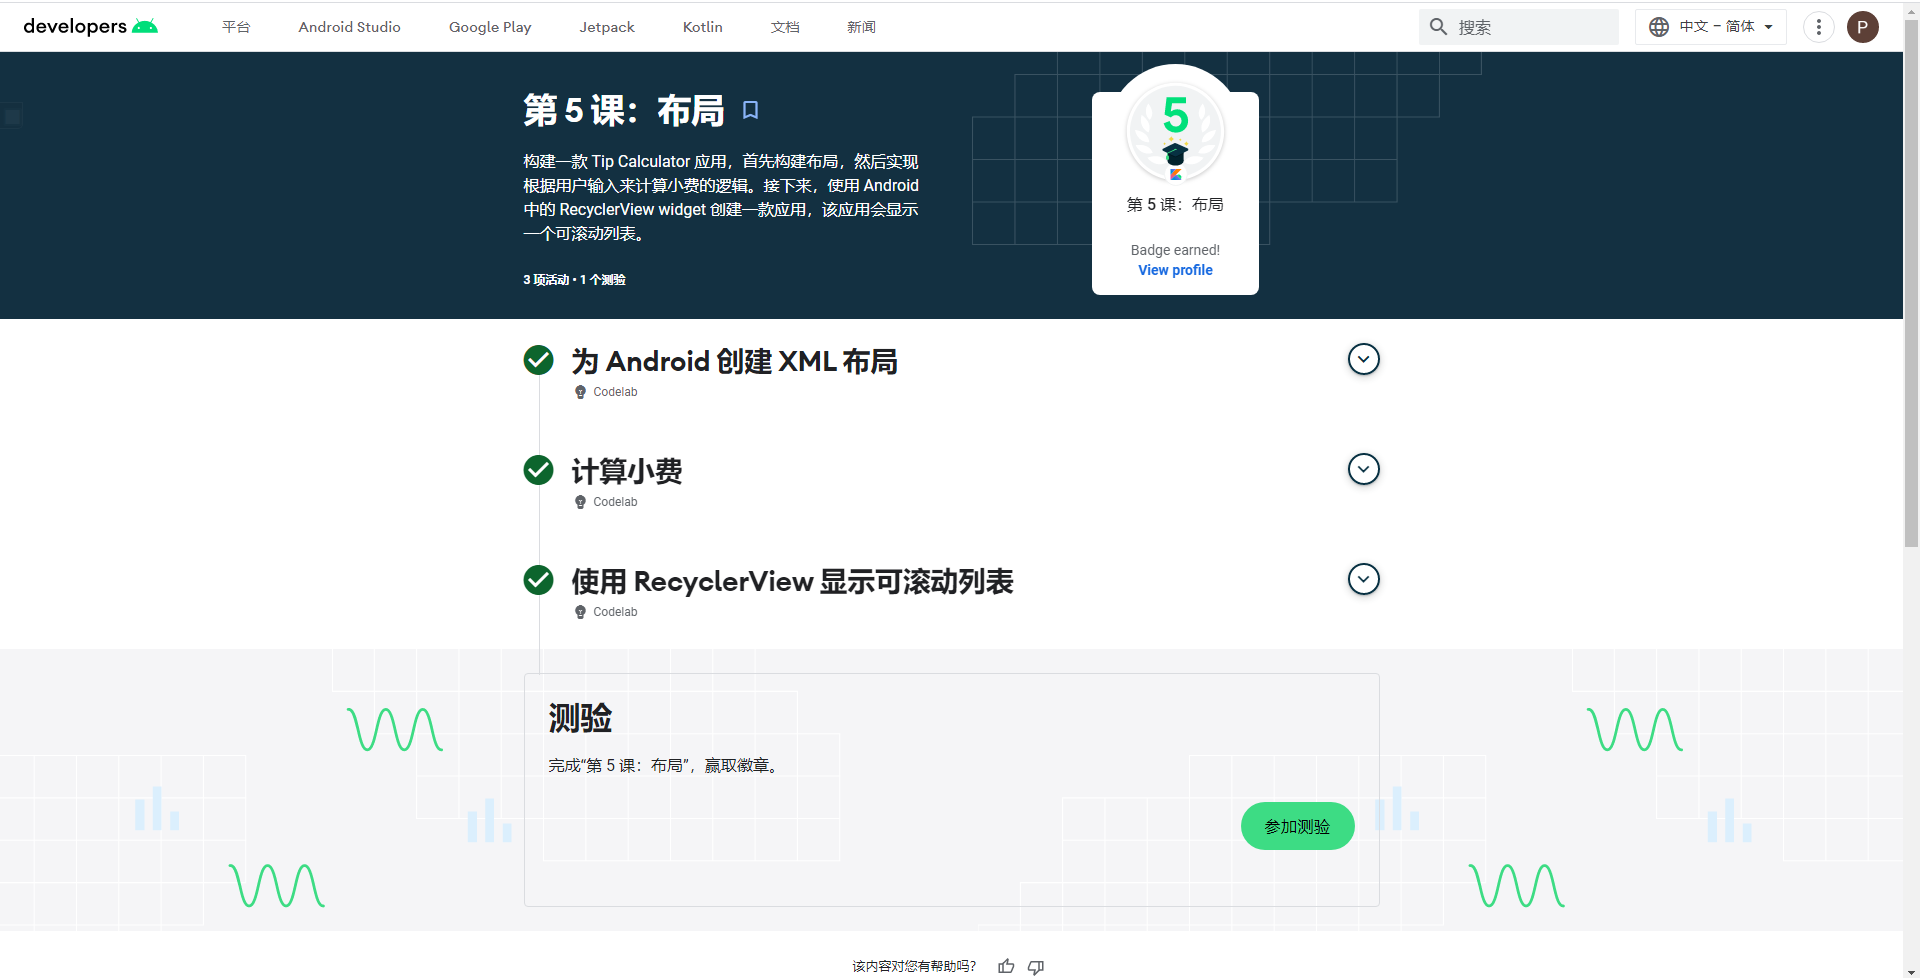 developers
平台
Android Studio
Google Play
Jetpack
Kotlin
文档
新闻
搜索
中文 – 简体
P
第 5 课：布局
构建一款 Tip Calculator 应用，首先构建布局，然后实现
根据用户输入来计算小费的逻辑。接下来，使用 Android
中的 RecyclerView widget 创建一款应用，该应用会显示
一个可滚动列表。
3 项活动 • 1 个测验
5
第 5 课：布局
Badge earned!
View profile
为 Android 创建 XML 布局
Codelab
计算小费
Codelab
使用 RecyclerView 显示可滚动列表
Codelab
测验
完成“第 5 课：布局”，赢取徽章。
参加测验
该内容对您有帮助吗？